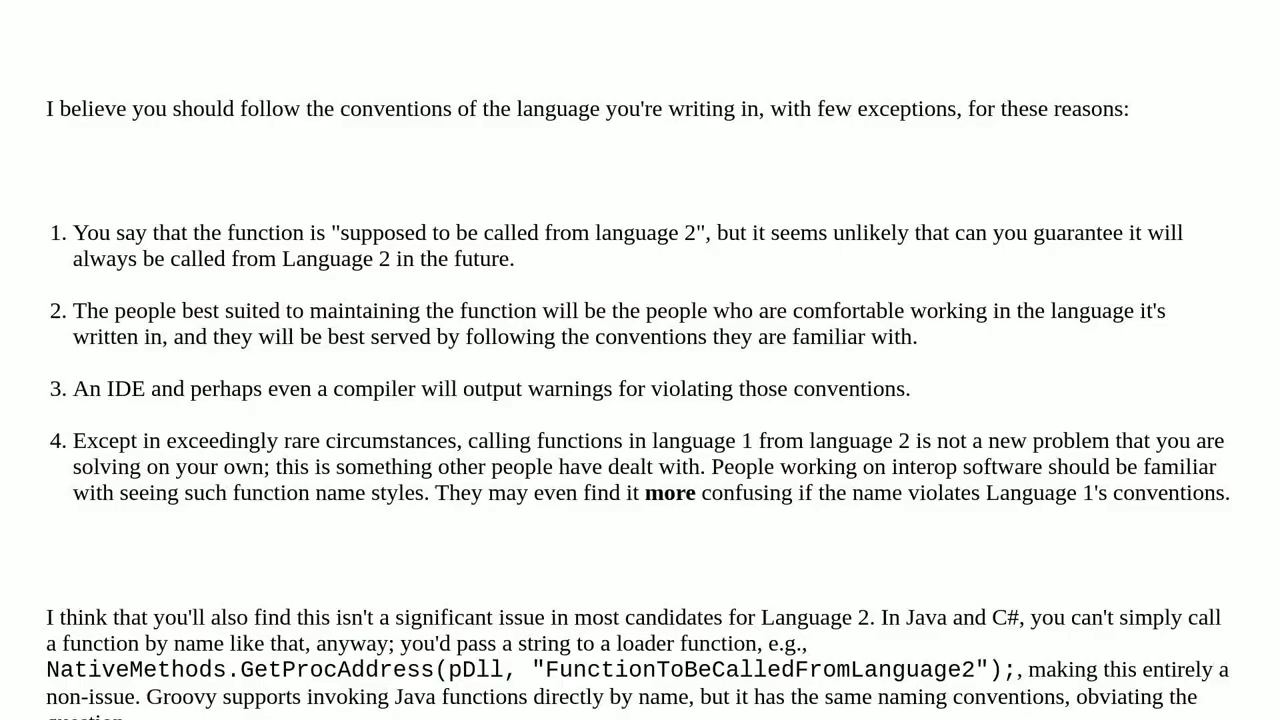 I believe you should follow the conventions of the language you're writing in, with few exceptions, for these reasons:
1. You say that the function is "supposed to be called from language 2", but it seems unlikely that can you guarantee it will
always be called from Language 2 in the future.
2. The people best suited to maintaining the function will be the people who are comfortable working in the language it's
written in, and they will be best served by following the conventions they are familiar with.
3. An IDE and perhaps even a compiler will output warnings for violating those conventions.
4. Except in exceedingly rare circumstances, calling functions in language 1 from language 2 is not a new problem that you are
solving on your own; this is something other people have dealt with. People working on interop software should be familiar
with seeing such function name styles. They may even find it more confusing if the name violates Language 1's conventions.
I think that you'll also find this isn't a significant issue in most candidates for Language 2. In Java and C#, you can't simply call
a function by name like that, anyway; you'd pass a string to a loader function, e.g.,
NativeMethods.GetProcAddress(pDll, "FunctionToBeCalledFromLanguage2");, making this entirely a
non-issue. Groovy supports invoking Java functions directly by name, but it has the same naming conventions, obviating the